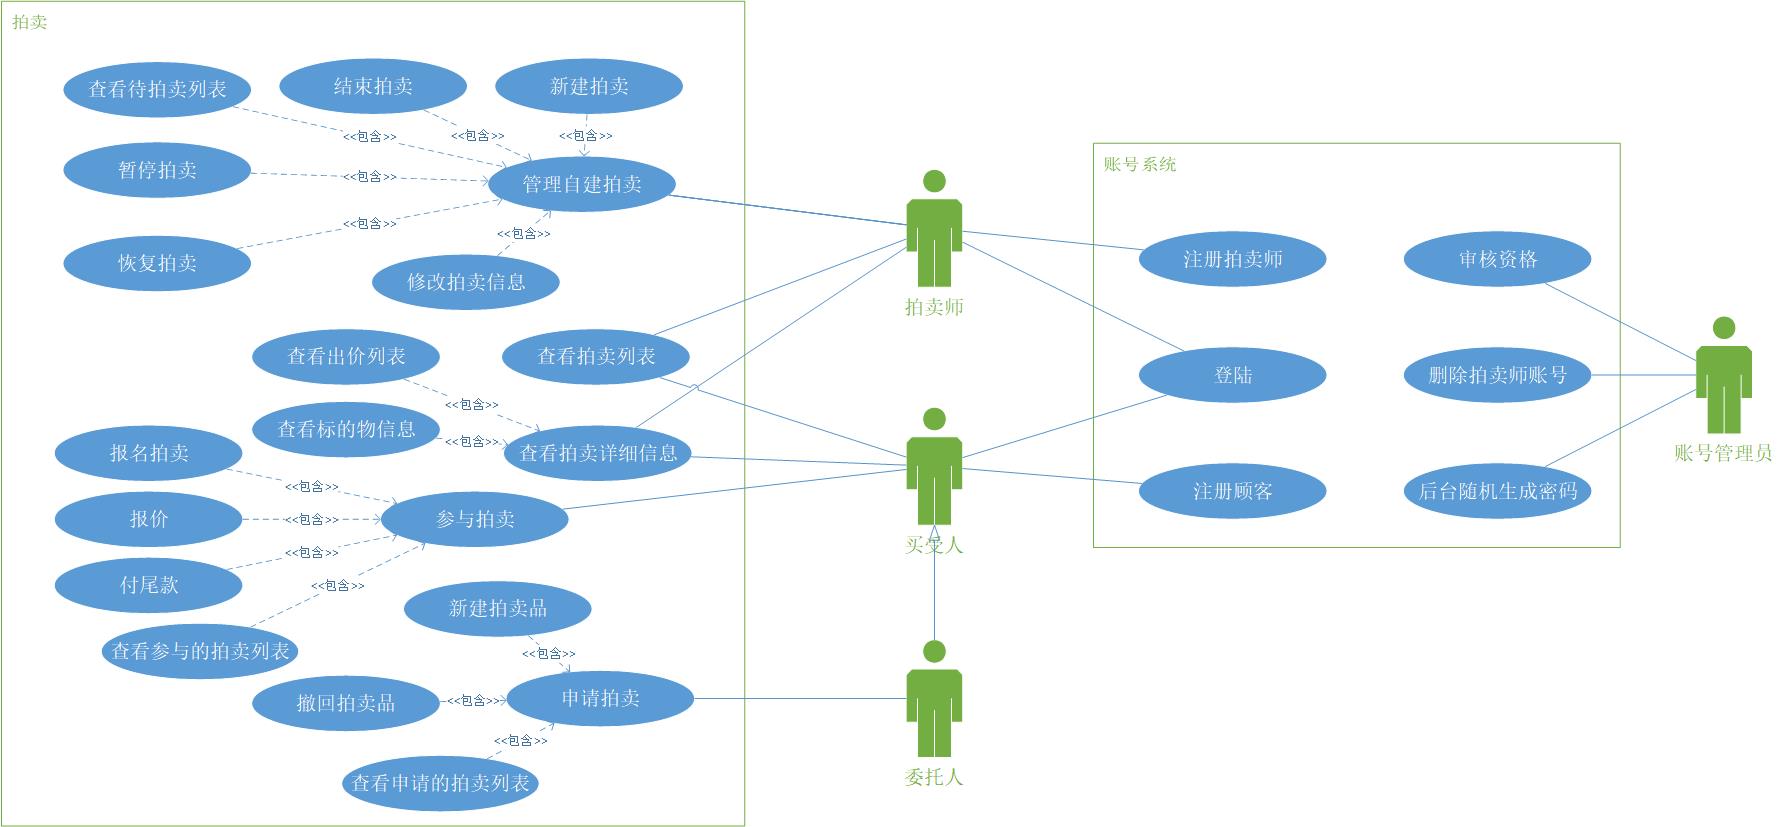 拍卖
查看待拍卖列表
结束拍卖
新建拍卖
<<包含>>
<<包含>>
<<包含>>
暂停拍卖
<<包含>>
管理自建拍卖
<<包含>>
<<包含>>
恢复拍卖
修改拍卖信息
查看出价列表
查看拍卖列表
<<包含>>
查看标的物信息
<<包含>>
查看拍卖详细信息
报名拍卖
<<包含>>
报价
<<包含>>
参与拍卖
<<包含>>
付尾款
<<包含>>
查看参与的拍卖列表
新建拍卖品
<<包含>>
撤回拍卖品
<<包含>>
申请拍卖
<<包含>>
查看申请的拍卖列表
拍卖师
买受人
委托人
账号系统
注册拍卖师
审核资格
登陆
删除拍卖师账号
注册顾客
后台随机生成密码
账号管理员